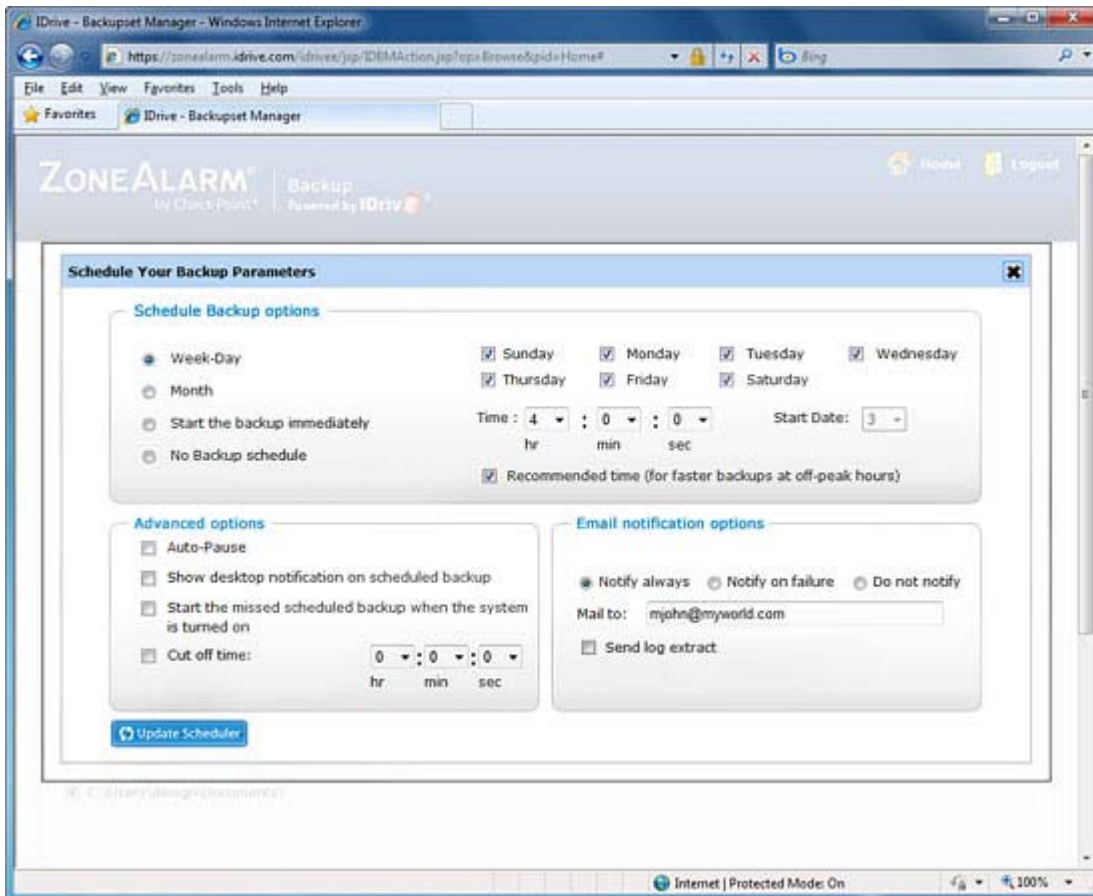 IDrive - Backupset Manager - Windows Internet Explorer
https://zonealarm.idrive.com/idrivee/jsp/IDBMAction.jsp?op=Browse&pid=Home#
Bing
File Edit View Favorites Tools Help
Favorites IDrive - Backupset Manager
Home Logout
ZONEALARM® Backup
by Check Point® Powered by IDriv
Schedule Your Backup Parameters
Schedule Backup options
Week-Day
Month
Start the backup immediately
No Backup schedule
Sunday Monday Tuesday Wednesday
Thursday Friday Saturday
Time : 4 : 0 : 0 Start Date: 3
hr min sec
Recommended time (for faster backups at off-peak hours)
Advanced options
Auto-Pause
Show desktop notification on scheduled backup
Start the missed scheduled backup when the system
is turned on
Cut off time: 0 : 0 : 0
hr min sec
Email notification options
Notify always Notify on failure Do not notify
Mail to: mjohn@myworld.com
Send log extract
Update Scheduler
C:\Users\design\Documents\
Internet | Protected Mode: On 100%